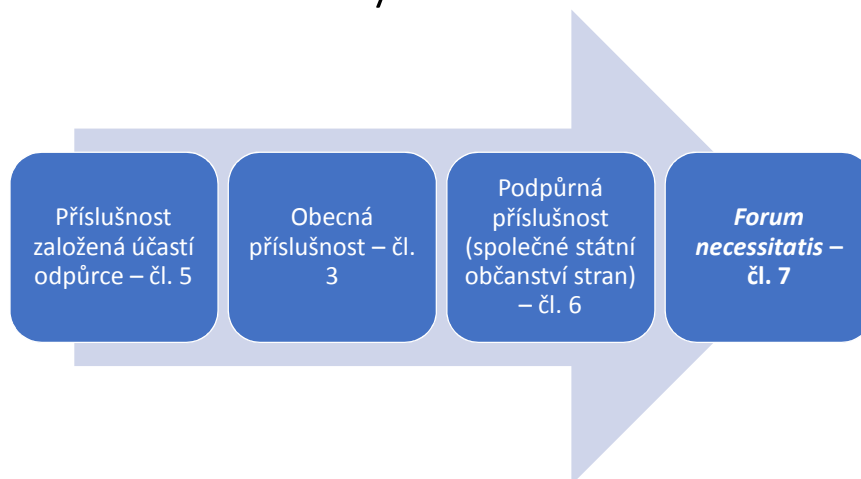 Příslušnost
založená účastí
odpůrce – čl. 5
Obecná
příslušnost – čl.
3
Podpůrná
příslušnost
(společné státní
občanství stran)
– čl. 6
Forum
necessitatis –
čl. 7